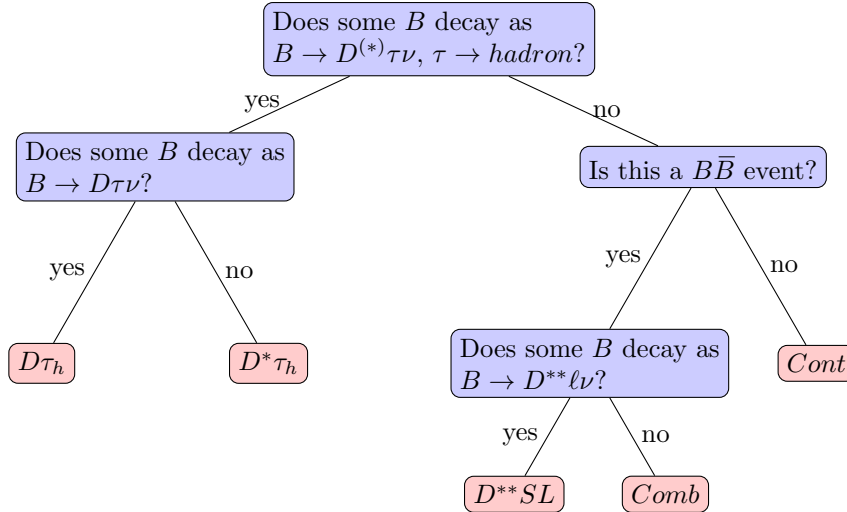 Does some B decay as
B → D^(*)τν, τ → hadron?
yes
no
Does some B decay as
B → Dτν?
Is this a BB̅ event?
yes
no
yes
no
Dτ_h
D*τ_h
Does some B decay as
B → D**ℓν?
Cont
yes
no
D**SL
Comb